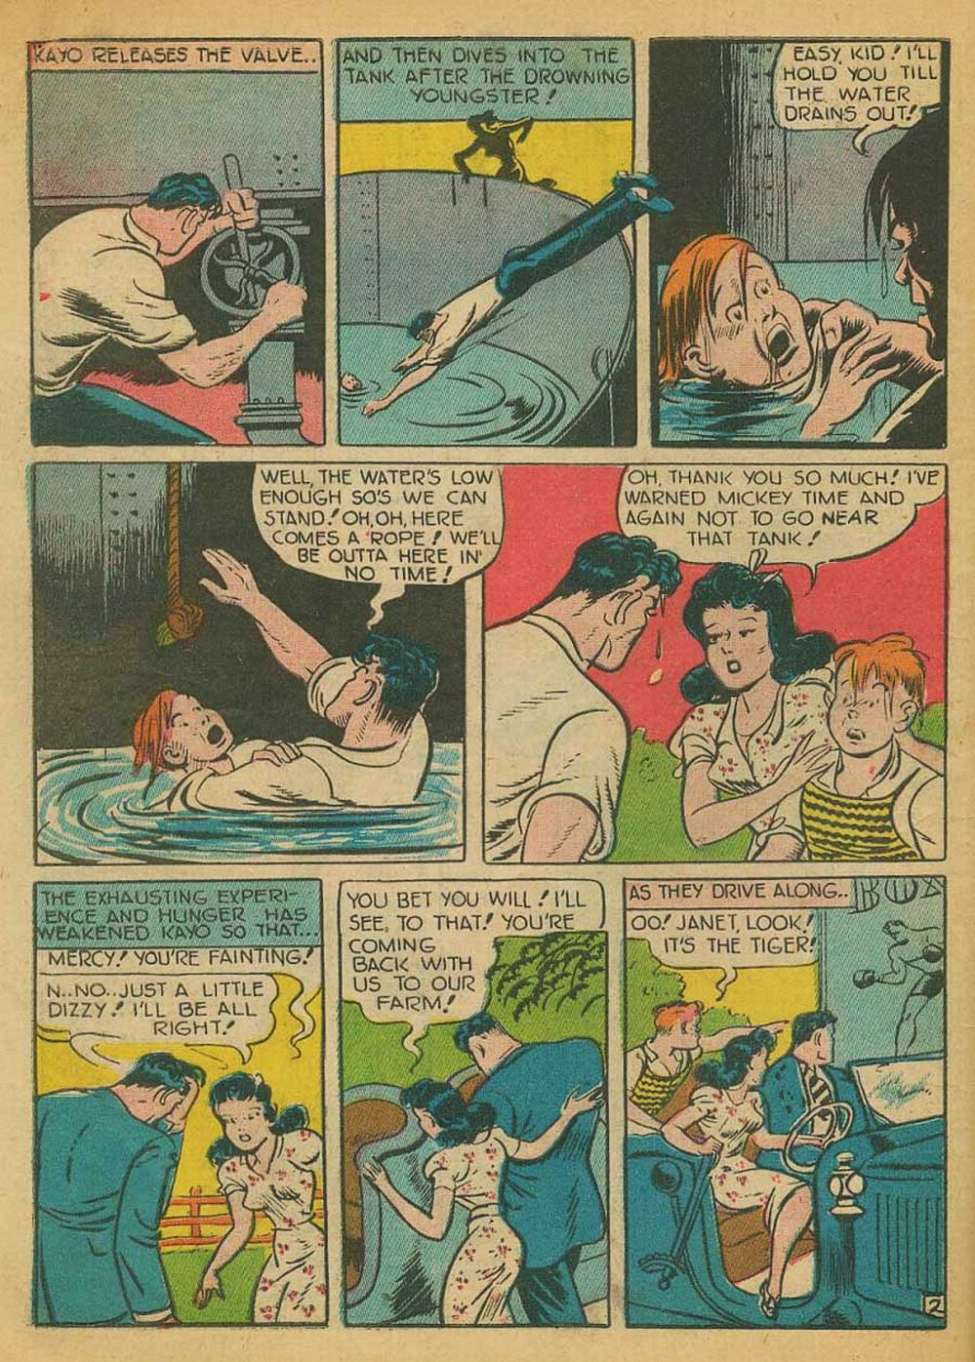 KAYO RELEASES THE VALVE..
AND THEN DIVES INTO THE
TANK AFTER THE DROWNING
YOUNGSTER!
EASY, KID! I'LL
HOLD YOU TILL
THE WATER
DRAINS OUT!
WELL, THE WATER'S LOW
ENOUGH SO'S WE CAN
STAND! OH, OH, HERE
COMES A ROPE! WE'LL
BE OUTTA HERE IN
NO TIME!
OH, THANK YOU SO MUCH! I'VE
WARNED MICKEY TIME AND
AGAIN NOT TO GO NEAR
THAT TANK!
THE EXHAUSTING EXPERI-
ENCE AND HUNGER HAS
WEAKENED KAYO SO THAT...
MERCY! YOU'RE FAINTING!
N..NO..JUST A LITTLE
DIZZY! I'LL BE ALL
RIGHT!
YOU BET YOU WILL! I'LL
SEE TO THAT! YOU'RE
COMING
BACK WITH
US TO OUR
FARM!
AS THEY DRIVE ALONG..
OO! JANET, LOOK!
IT'S THE TIGER!
BOX
2